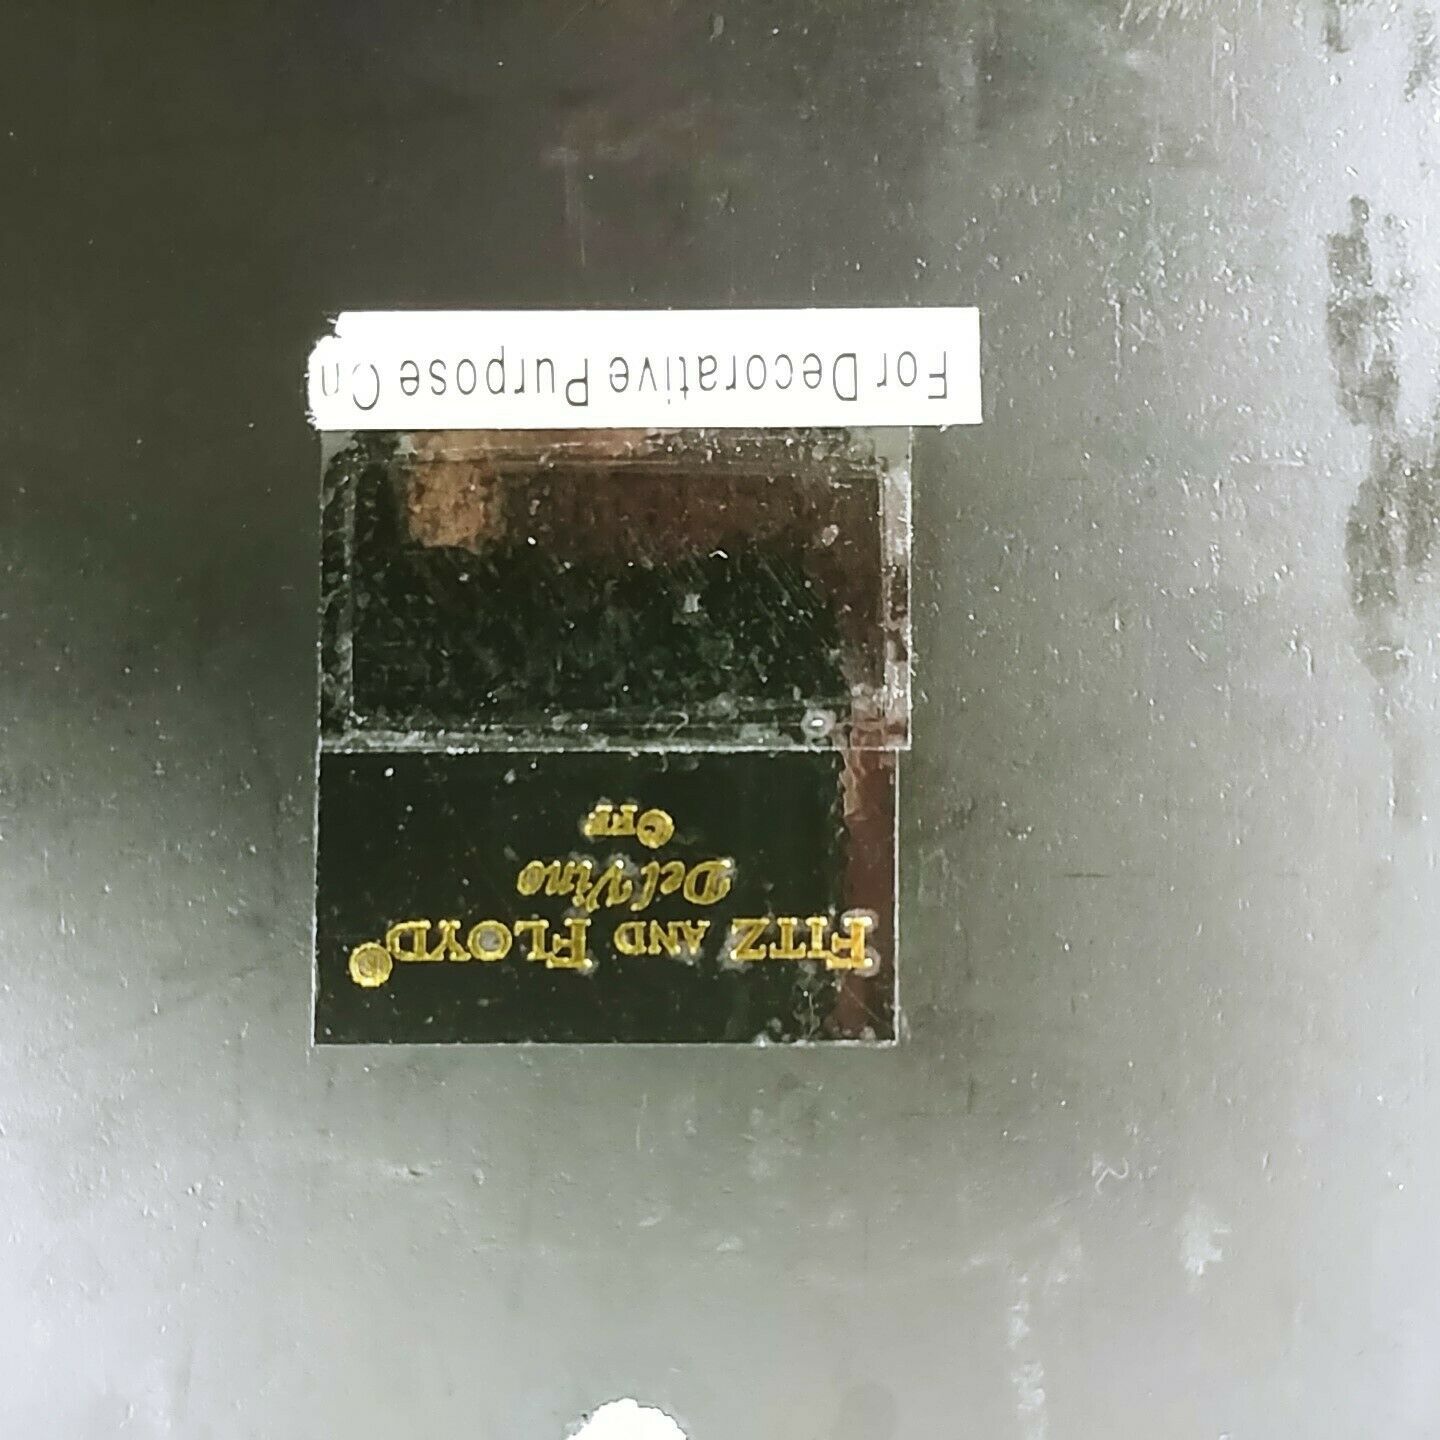 FITZ AND FLOYD®
Del Vino
©FF
For Decorative Purpose On